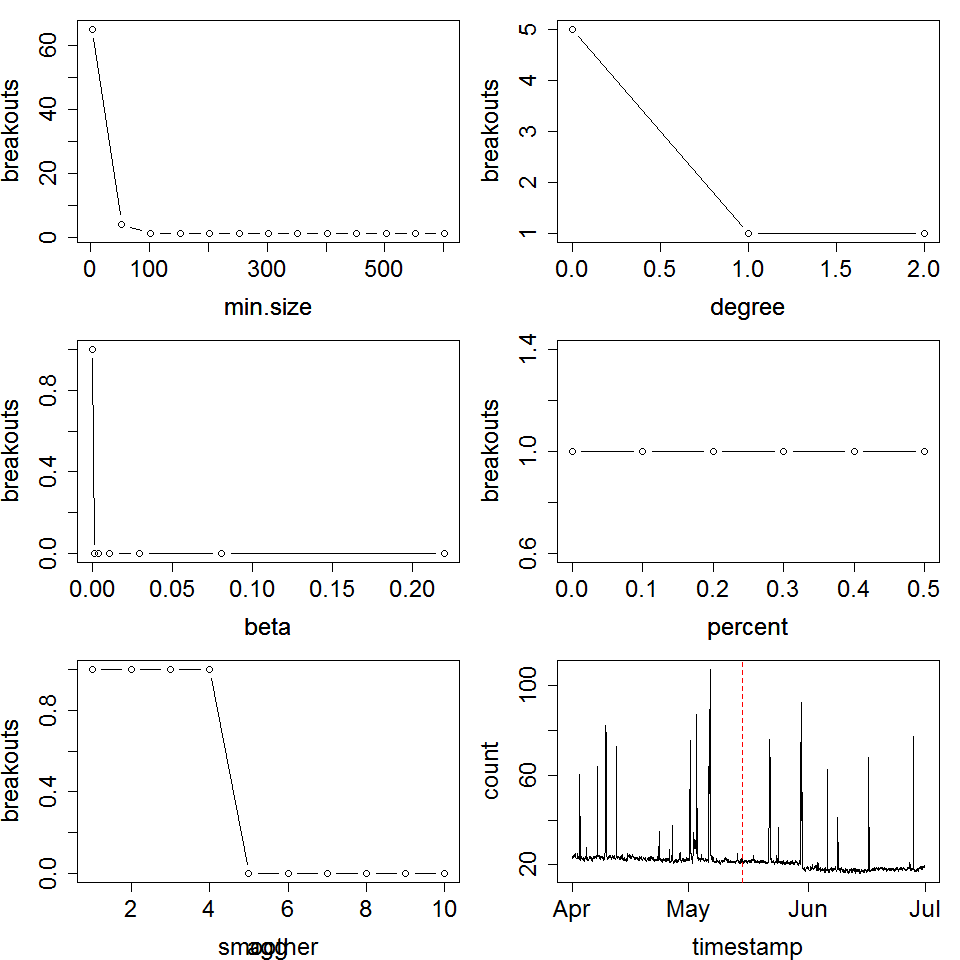 breakouts
0 20 40 60
0 100 300 500
min.size
breakouts
1 2 3 4 5
0.0 0.5 1.0 1.5 2.0
degree
breakouts
0.0 0.4 0.8
0.00 0.05 0.10 0.15 0.20
beta
breakouts
0.6 1.0 1.4
0.0 0.1 0.2 0.3 0.4 0.5
percent
breakouts
0.0 0.4 0.8
2 4 6 8 10
count
20 60 100
Apr May Jun Jul
timestamp